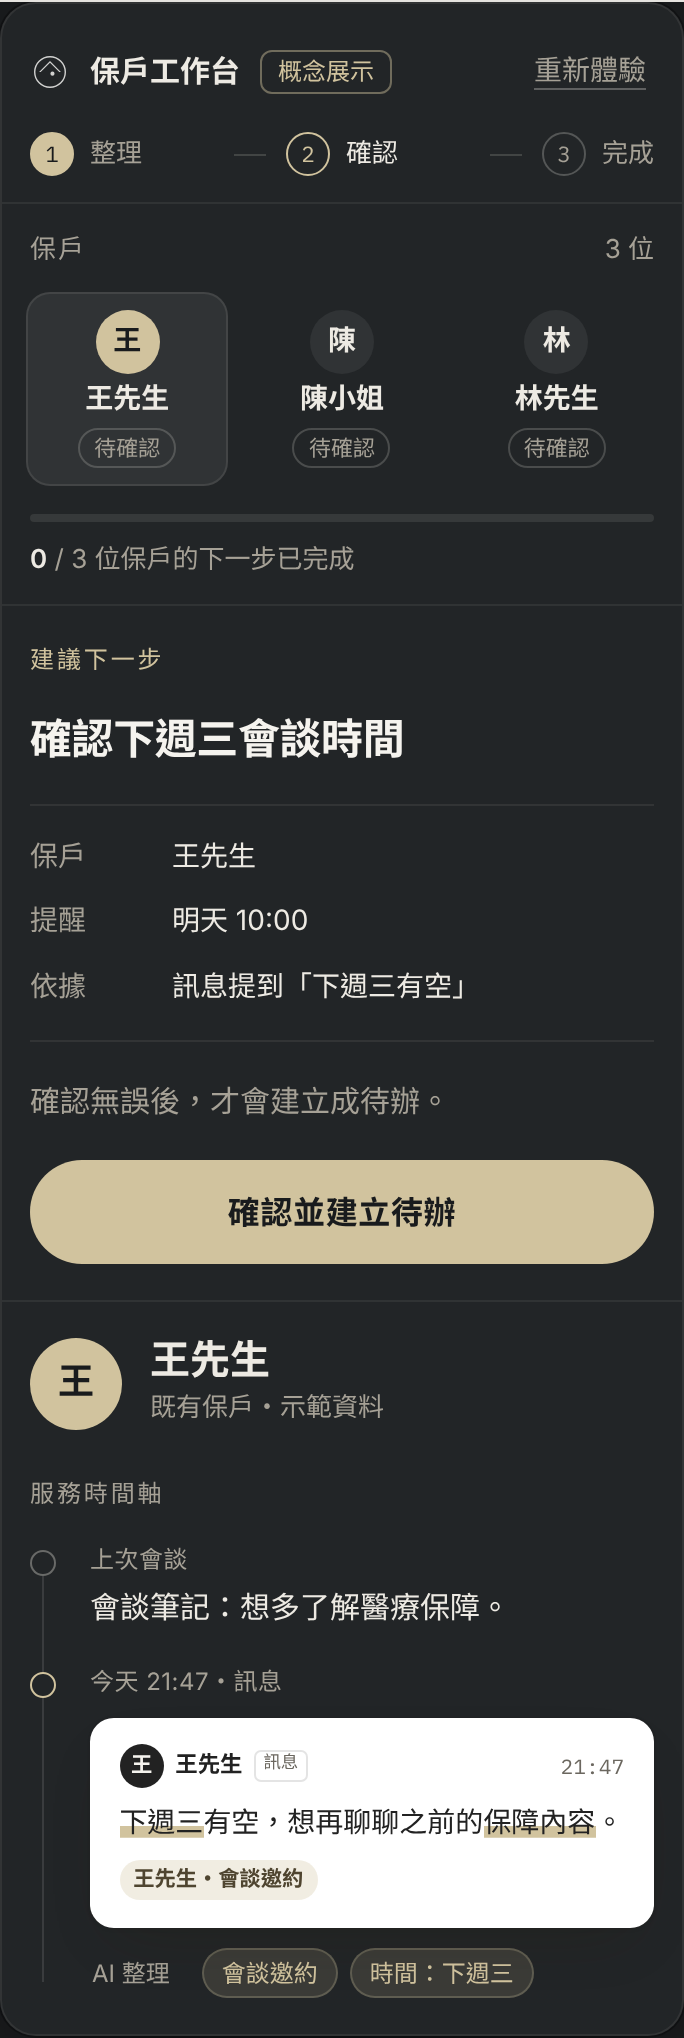 保戶工作台 概念展示 重新體驗
1 整理 2 確認 3 完成
保戶 3 位
王 陳 林
王先生 陳小姐 林先生
待確認 待確認 待確認
0 / 3 位保戶的下一步已完成
建議下一步
確認下週三會談時間
保戶 王先生
提醒 明天 10:00
依據 訊息提到「下週三有空」
確認無誤後，才會建立成待辦。
確認並建立待辦
王 王先生
既有保戶・示範資料
服務時間軸
上次會談
會談筆記：想多了解醫療保障。
今天 21:47・訊息
王 王先生 訊息 21:47
下週三有空，想再聊聊之前的保障內容。
王先生・會談邀約
AI 整理 會談邀約 時間：下週三